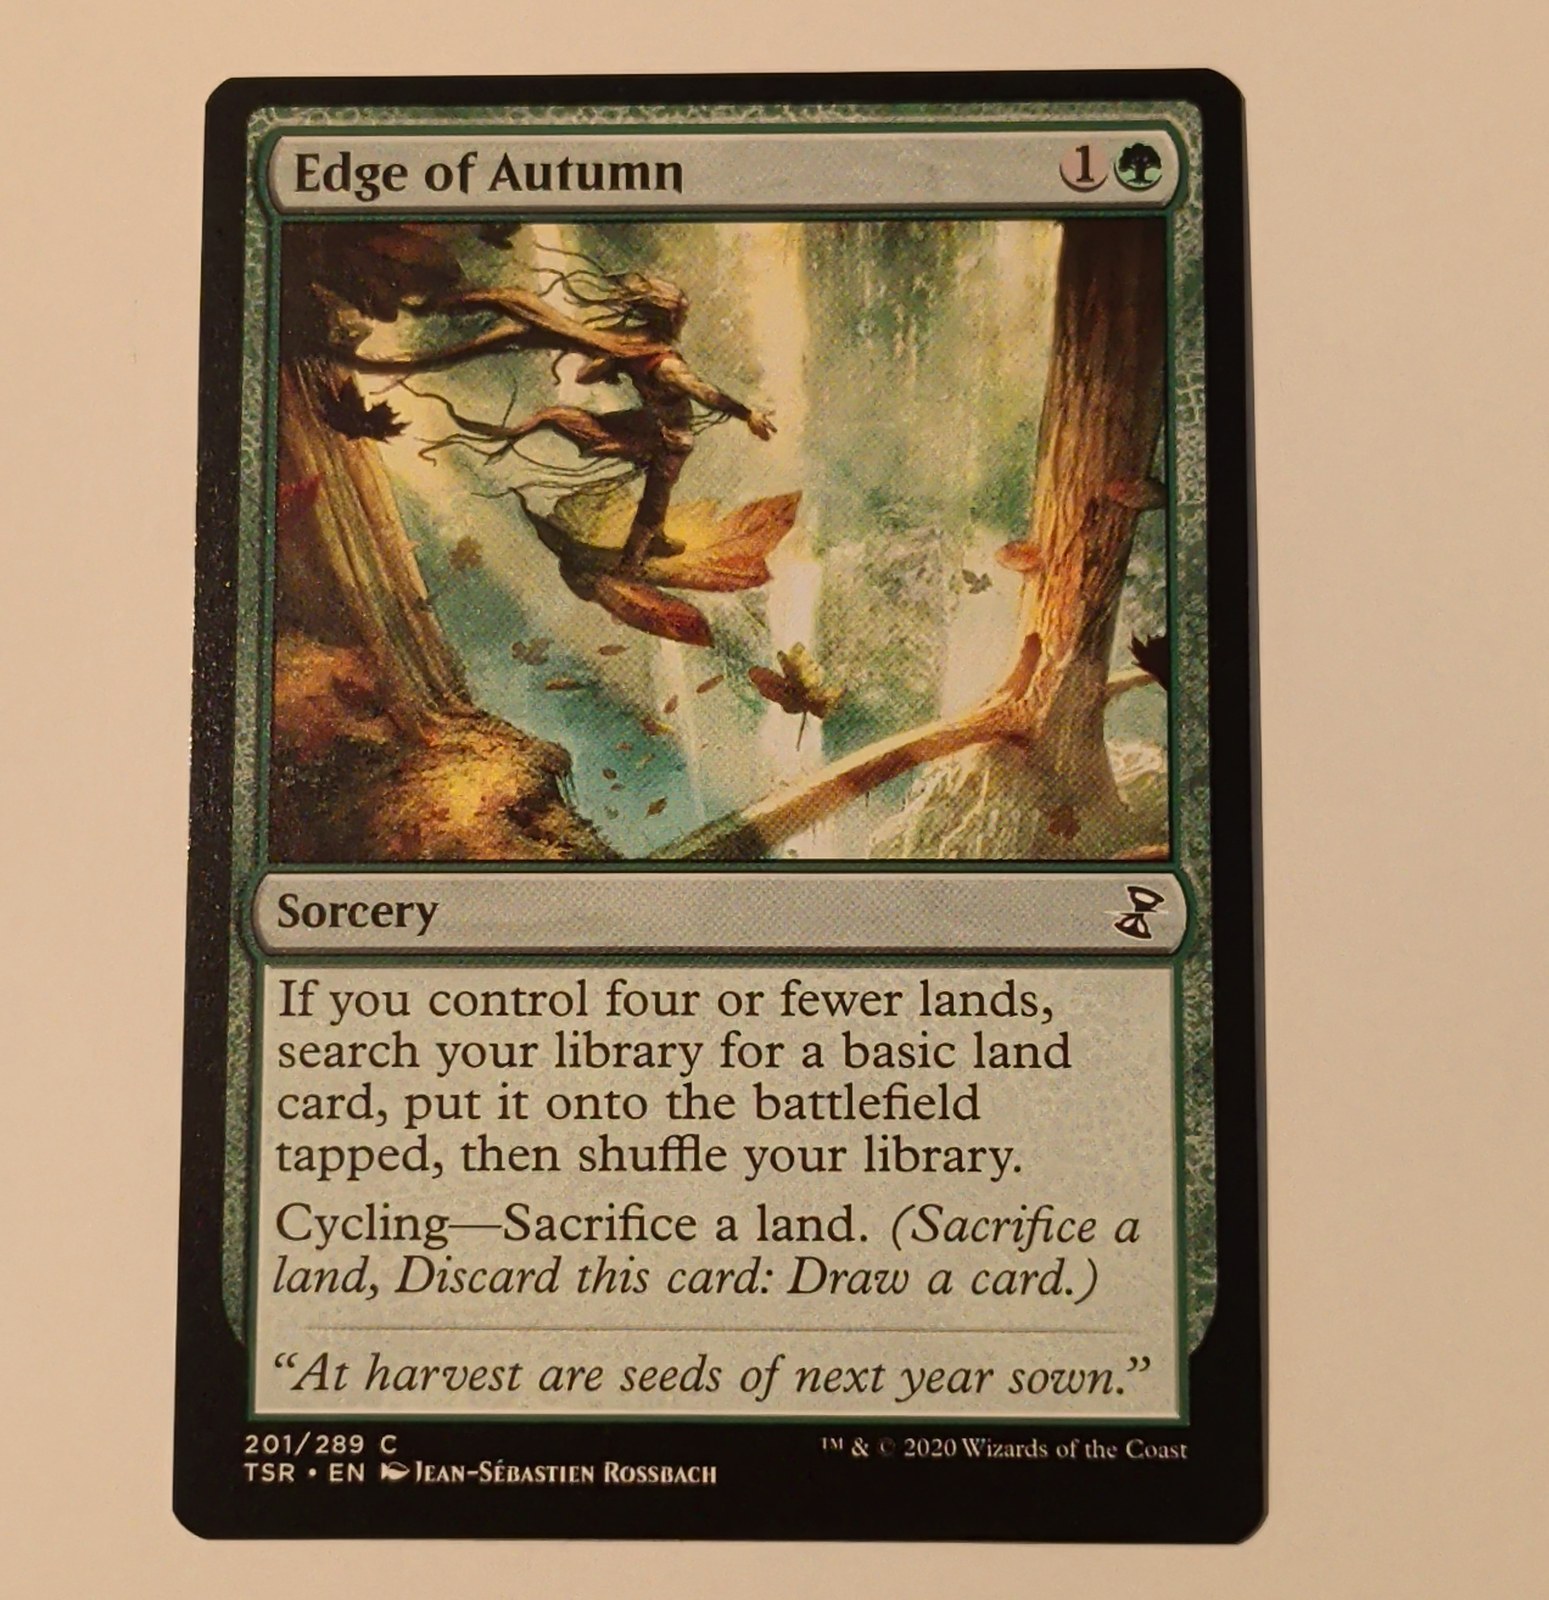 Edge of Autumn 1
Sorcery
If you control four or fewer lands,
search your library for a basic land
card, put it onto the battlefield
tapped, then shuffle your library.
Cycling—Sacrifice a land. (Sacrifice a
land, Discard this card: Draw a card.)
“At harvest are seeds of next year sown.”
201/289 C
™ & © 2020 Wizards of the Coast
TSR • EN Jean-Sébastien Rossbach